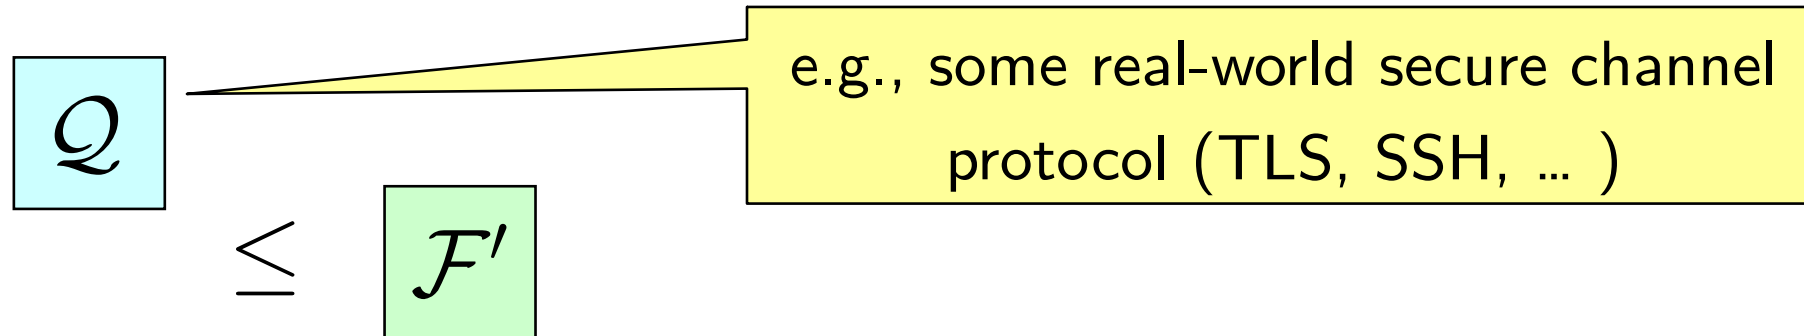 e.g., some real-world secure channel
protocol (TLS, SSH, ... )
𝒬
≤ ℱ′